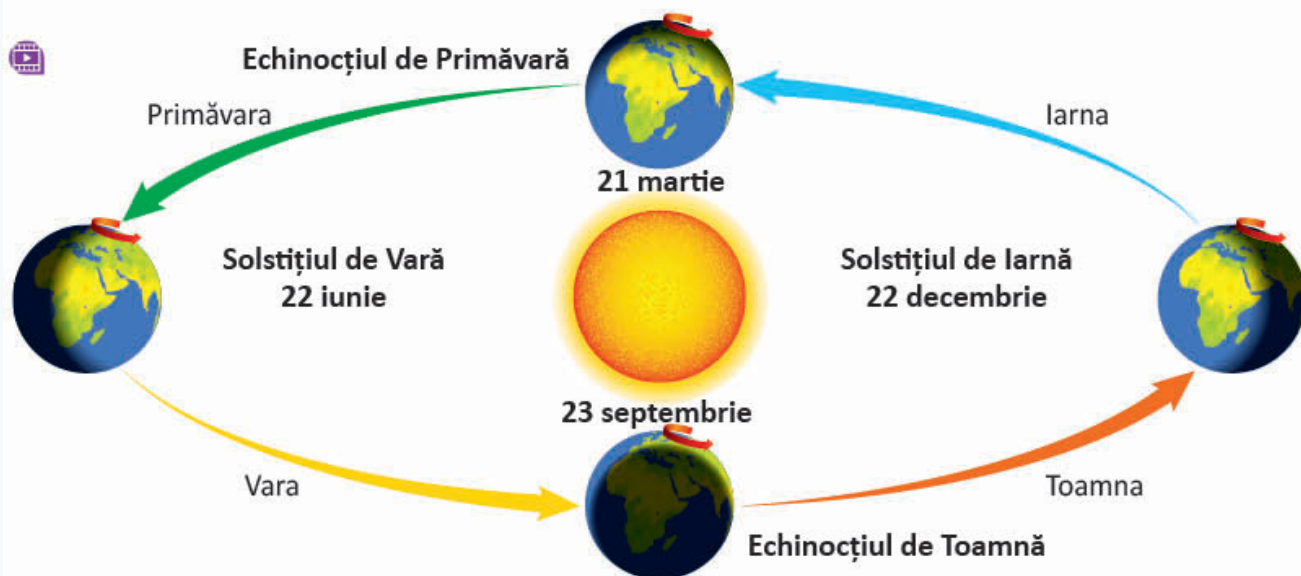 Echinocțiul de Primăvară
Primăvara
Iarna
21 martie
Solstițiul de Vară
22 iunie
Solstițiul de Iarnă
22 decembrie
23 septembrie
Vara
Toamna
Echinocțiul de Toamnă